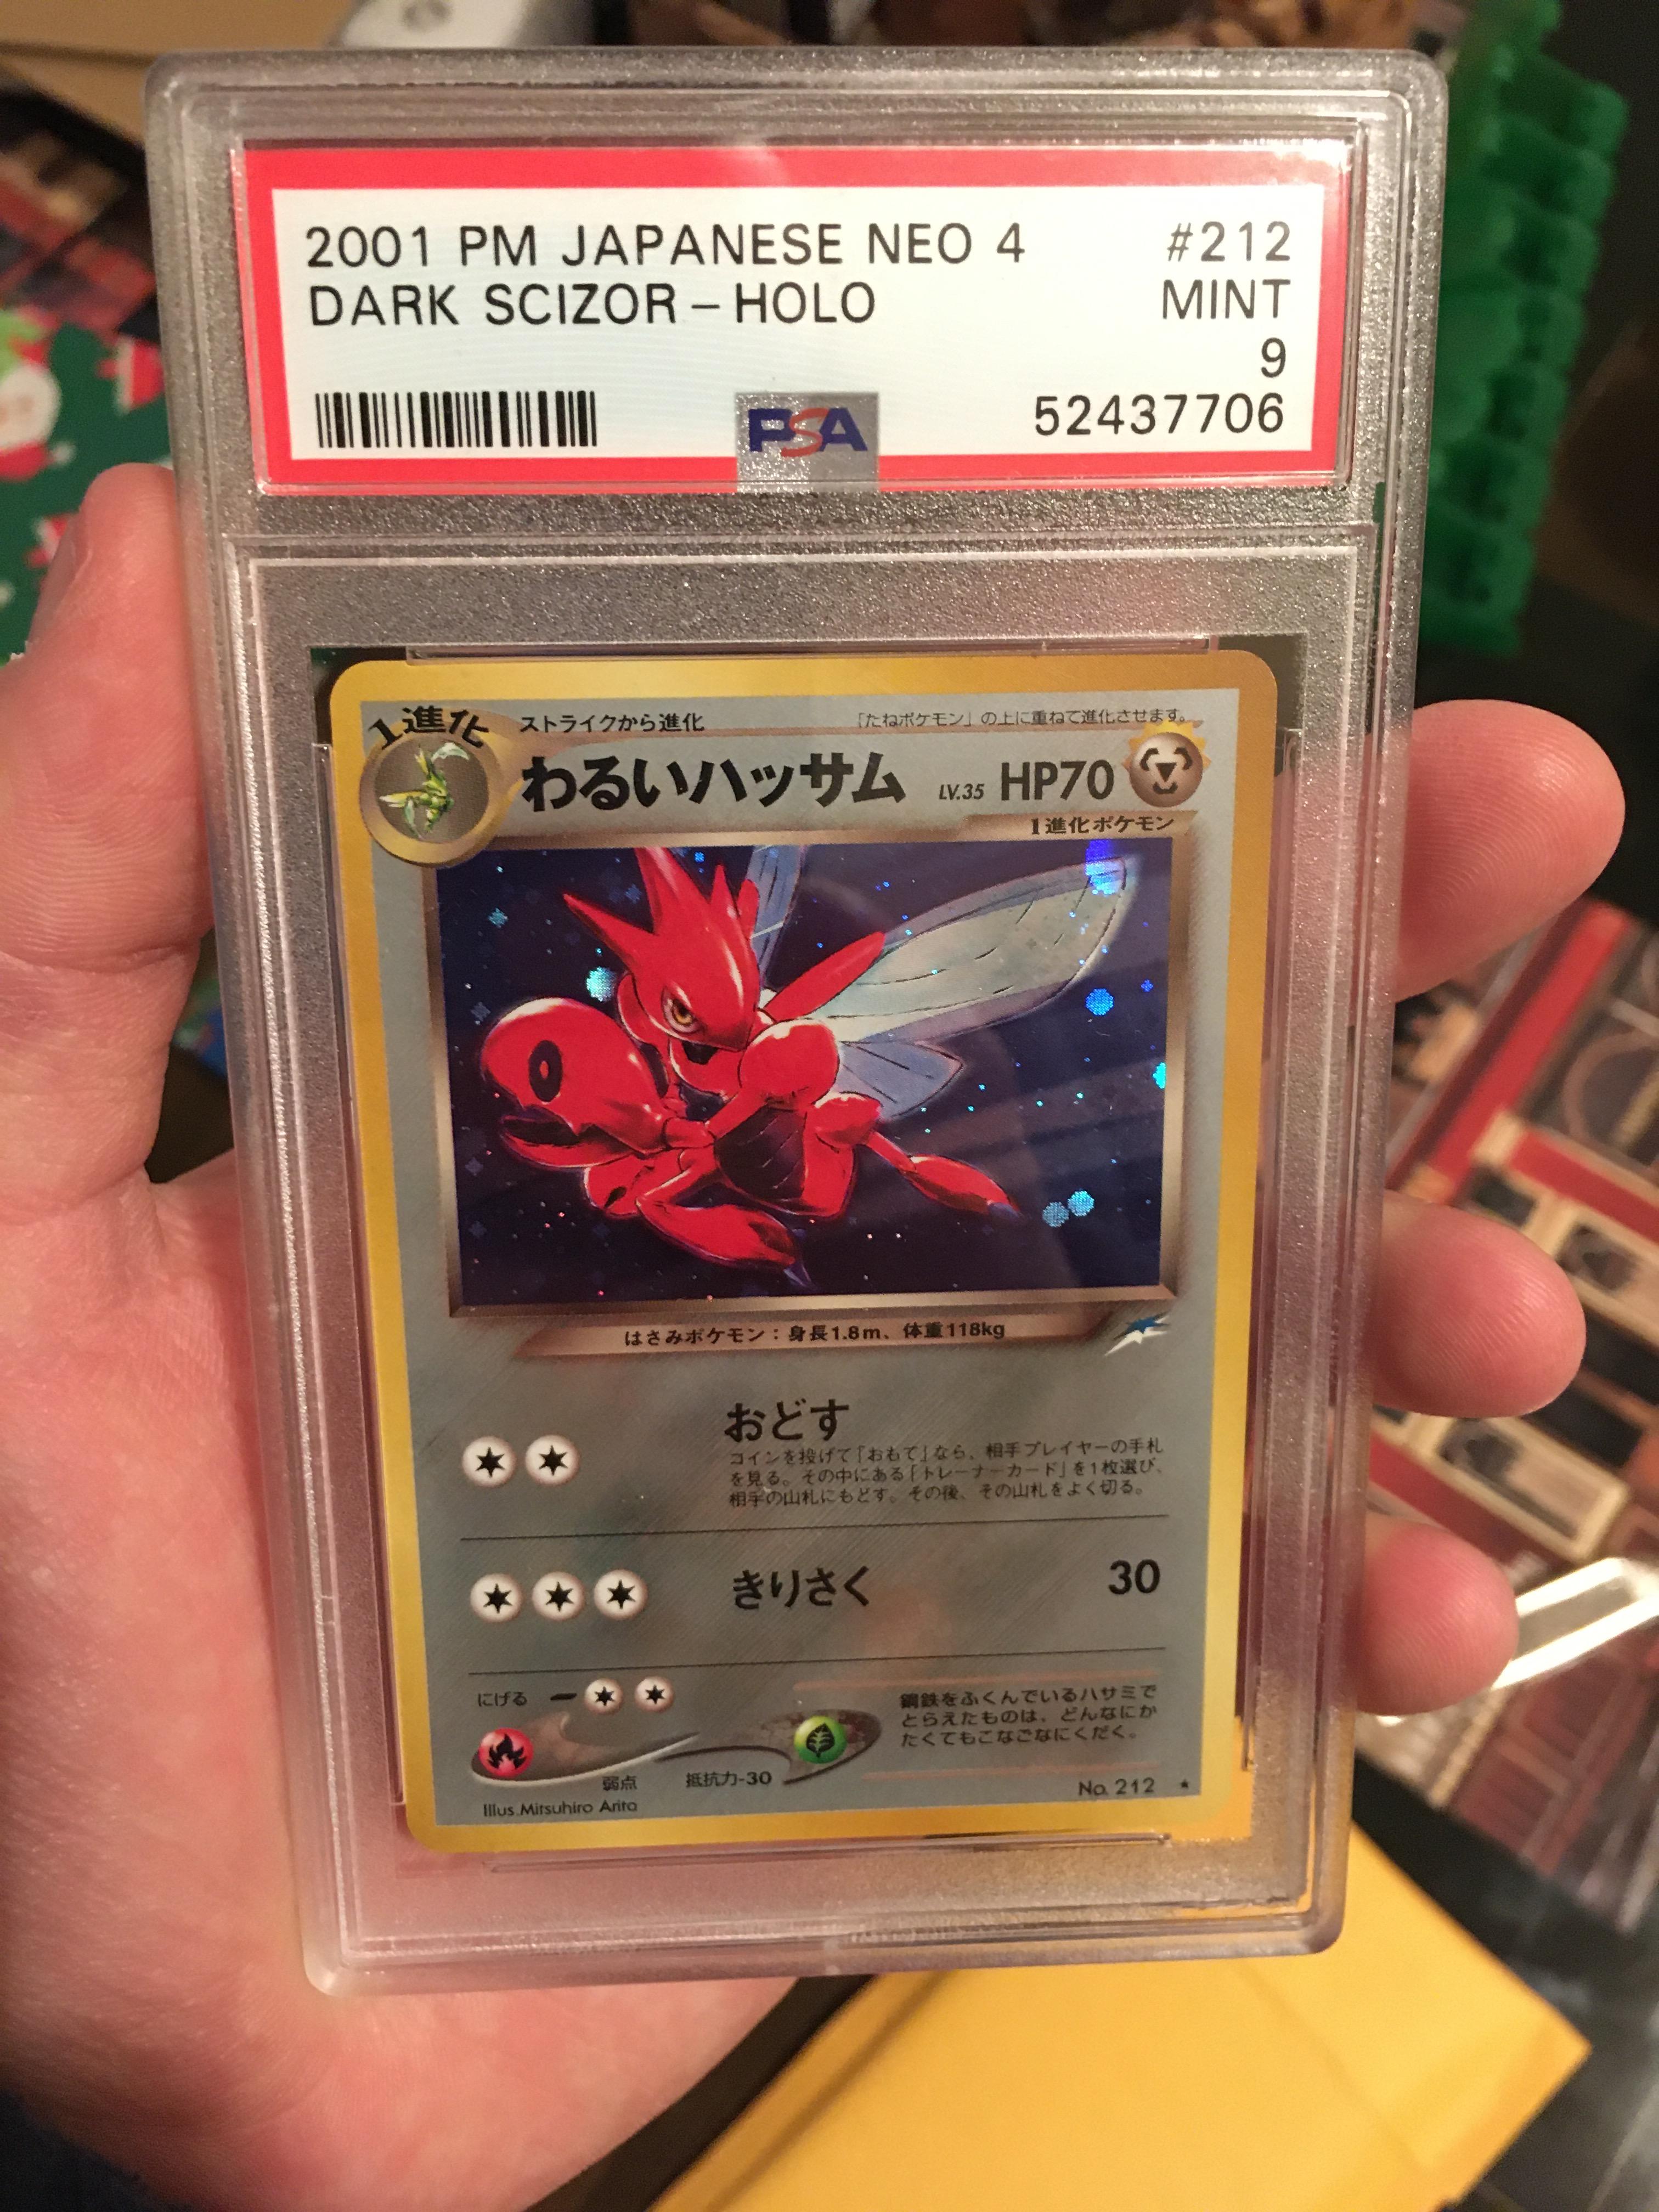 2001 PM JAPANESE NEO 4 #212
DARK SCIZOR - HOLO MINT
9
PSA 52437706
1進化 ストライクから進化 「たねポケモン」の上に重ねて進化させます。
わるいハッサム LV.35 HP70
1進化ポケモン
はさみポケモン：身長1.8m、体重118kg
おどす
コインを投げて「おもて」なら、相手プレイヤーの手札
を見る。その中にある「トレーナーカード」を1枚選び、
相手の山札にもどす。その後、その山札をよく切る。
きりさく 30
にげる
弱点 抵抗力-30
鋼鉄をふくんでいるハサミで
とらえたものは、どんなにか
たくてもこなごなにくだく。
No. 212 ★
Illus.Mitsuhiro Arita